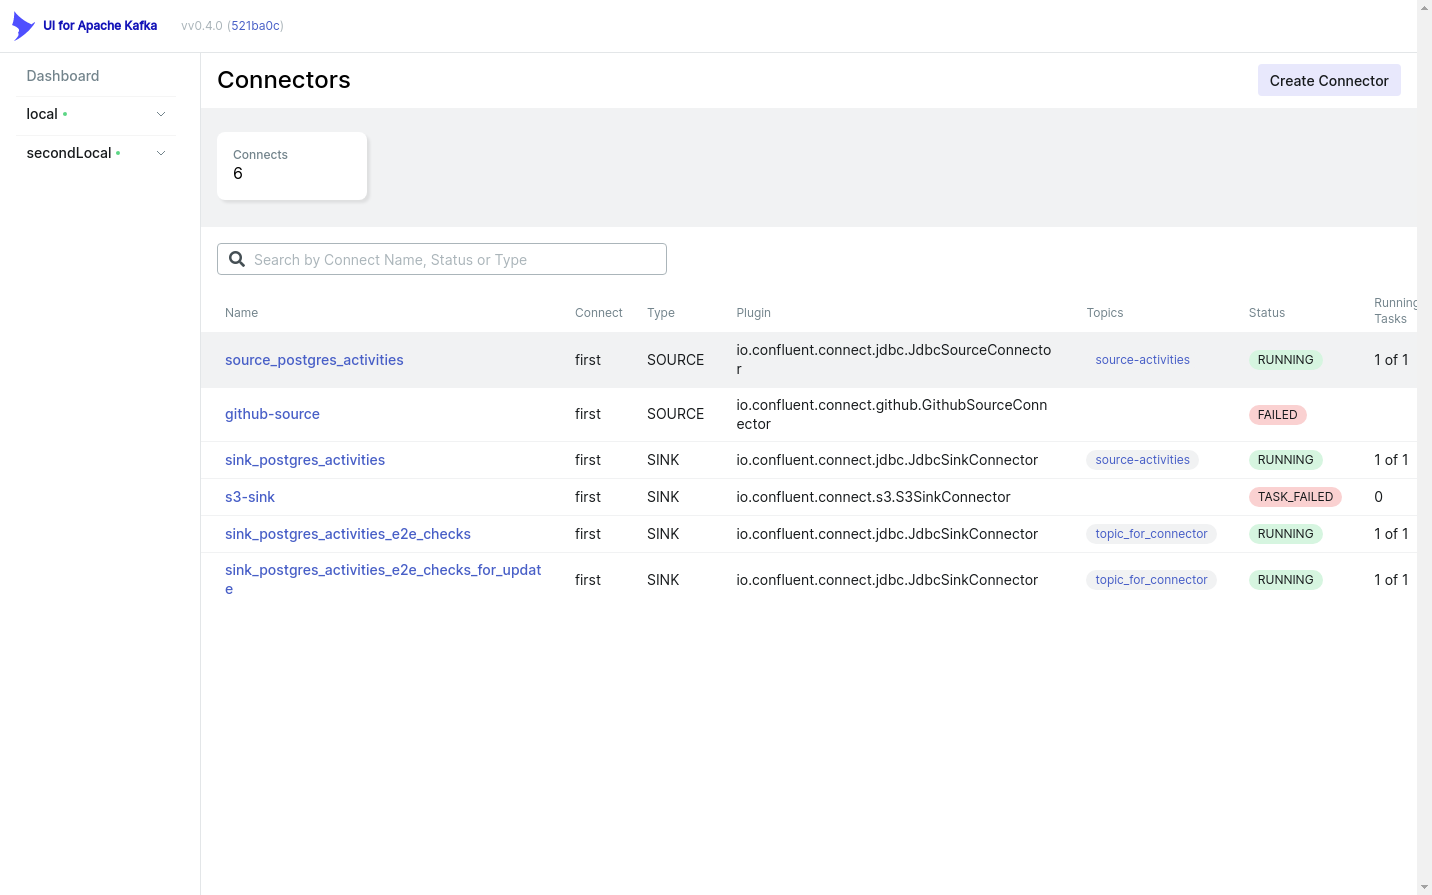 UI for Apache Kafka vv0.4.0 (521ba0c)
Dashboard
local
secondLocal
Connectors
Create Connector
Connects
6
Search by Connect Name, Status or Type
Name Connect Type Plugin Topics Status Running
Tasks
source_postgres_activities first SOURCE io.confluent.connect.jdbc.JdbcSourceConnecto
r source-activities RUNNING 1 of 1
github-source first SOURCE io.confluent.connect.github.GithubSourceConn
ector FAILED
sink_postgres_activities first SINK io.confluent.connect.jdbc.JdbcSinkConnector source-activities RUNNING 1 of 1
s3-sink first SINK io.confluent.connect.s3.S3SinkConnector TASK_FAILED 0
sink_postgres_activities_e2e_checks first SINK io.confluent.connect.jdbc.JdbcSinkConnector topic_for_connector RUNNING 1 of 1
sink_postgres_activities_e2e_checks_for_updat
e first SINK io.confluent.connect.jdbc.JdbcSinkConnector topic_for_connector RUNNING 1 of 1